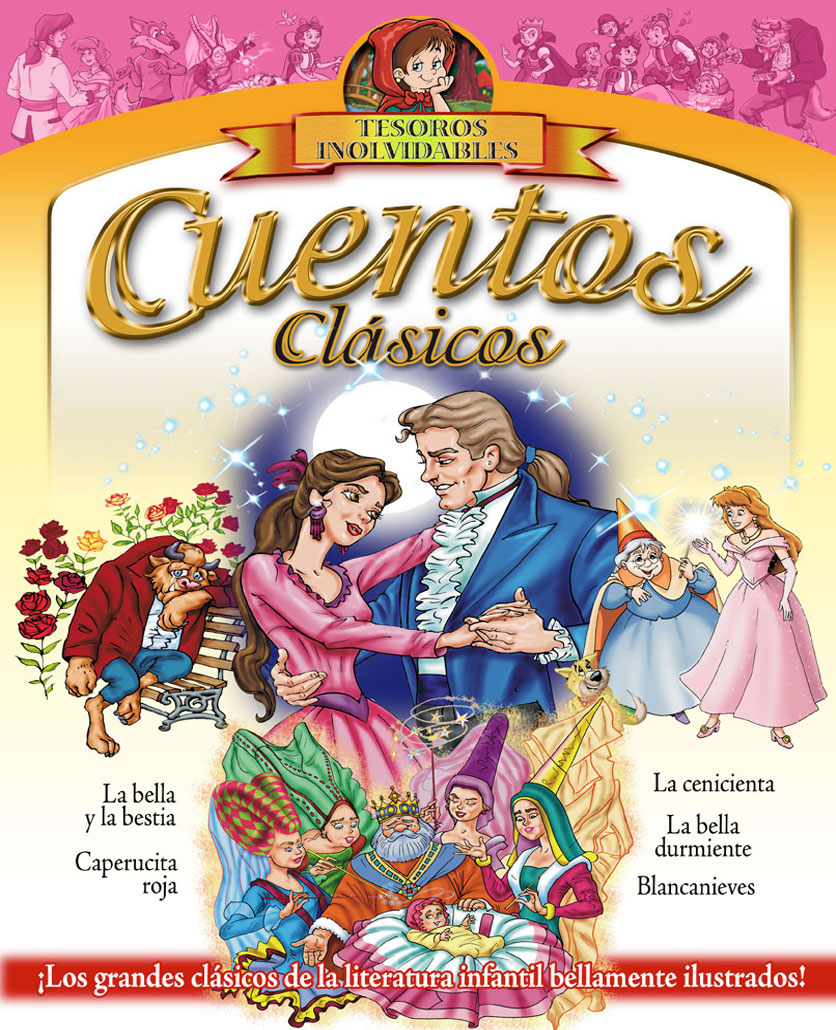 TESOROS
INOLVIDABLES
Cuentos
Clásicos
La bella
y la bestia
Caperucita
roja
La cenicienta
La bella
durmiente
Blancanieves
¡Los grandes clásicos de la literatura infantil bellamente ilustrados!